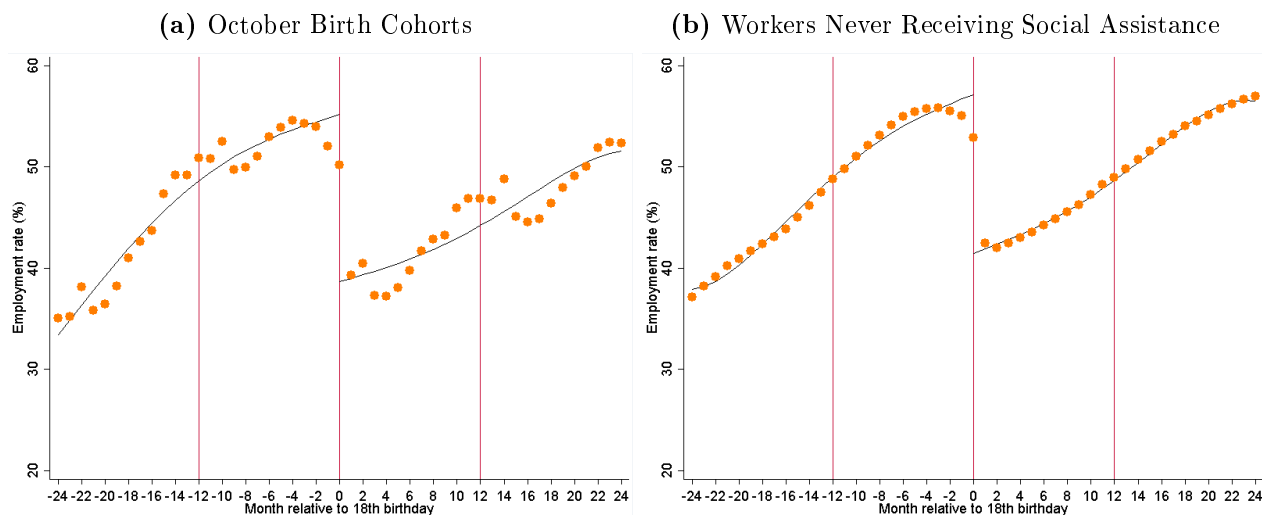 (a) October Birth Cohorts
60
50
40
30
20
Employment rate (%)
-24 -22 -20 -18 -16 -14 -12 -10 -8 -6 -4 -2 0 2 4 6 8 10 12 14 16 18 20 22 24
Month relative to 18th birthday
(b) Workers Never Receiving Social Assistance
60
50
40
30
20
Employment rate (%)
-24 -22 -20 -18 -16 -14 -12 -10 -8 -6 -4 -2 0 2 4 6 8 10 12 14 16 18 20 22 24
Month relative to 18th birthday